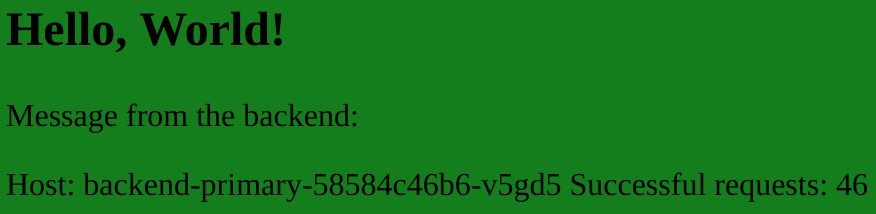 Hello, World!
Message from the backend:
Host: backend-primary-58584c46b6-v5gd5 Successful requests: 46